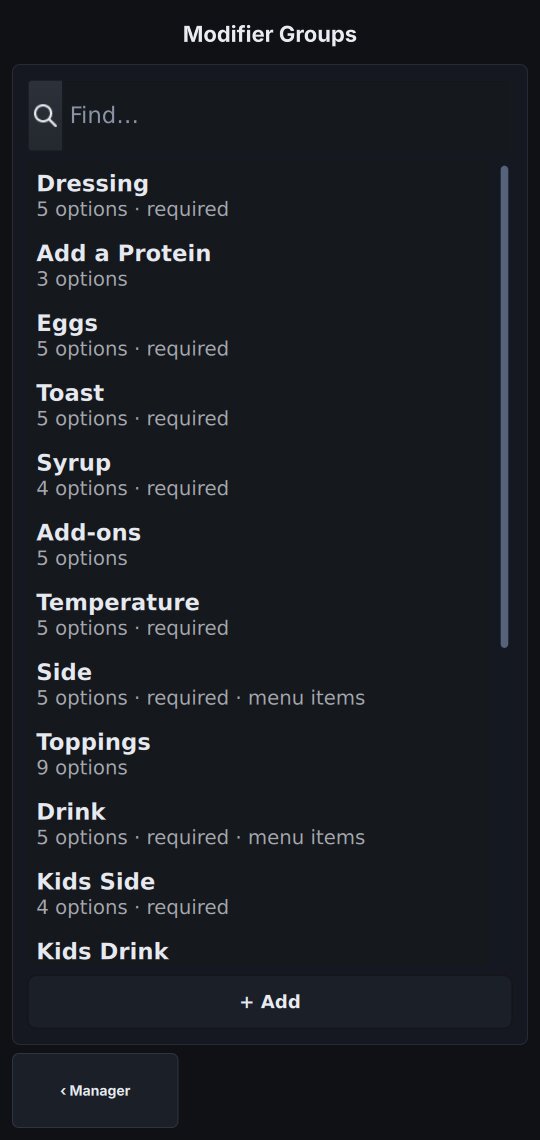 Modifier Groups
Find...
Dressing
5 options · required
Add a Protein
3 options
Eggs
5 options · required
Toast
5 options · required
Syrup
4 options · required
Add-ons
5 options
Temperature
5 options · required
Side
5 options · required · menu items
Toppings
9 options
Drink
5 options · required · menu items
Kids Side
4 options · required
Kids Drink
+ Add
‹ Manager